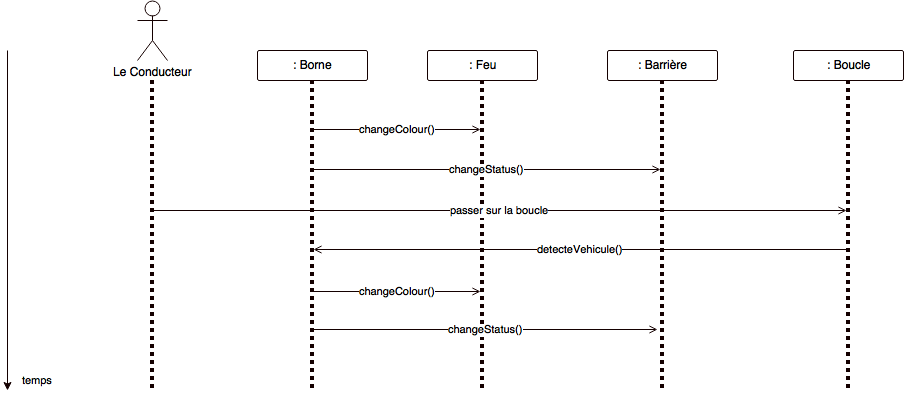 Le Conducteur
: Borne
: Feu
: Barrière
: Boucle
changeColour()
changeStatus()
passer sur la boucle
detecteVehicule()
changeColour()
changeStatus()
temps